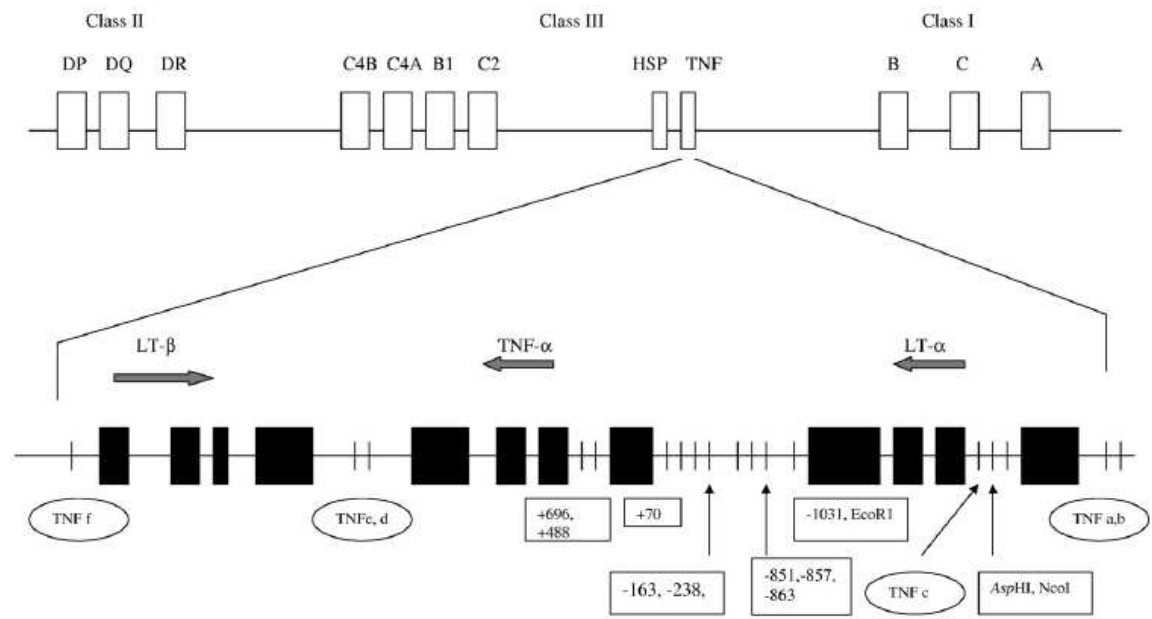 Class II Class III Class I
DP DQ DR C4B C4A B1 C2 HSP TNF B C A
LT-β TNF-α LT-α
TNF f
TNFe, d
+696,
+488
+70
-1031, EcoR1
TNF a,b
-163, -238,
-851,-857,
-863
TNF c
AspHI, NcoI